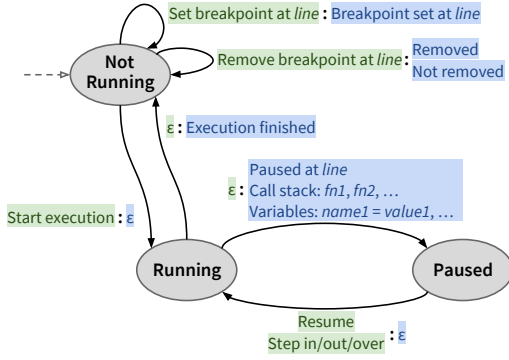 Set breakpoint at line : Breakpoint set at line
Not
Running
Remove breakpoint at line : Removed
Not removed
ε : Execution finished
Paused at line
ε : Call stack: fn1, fn2, …
Variables: name1 = value1, …
Start execution : ε
Running
Paused
Resume
Step in/out/over : ε